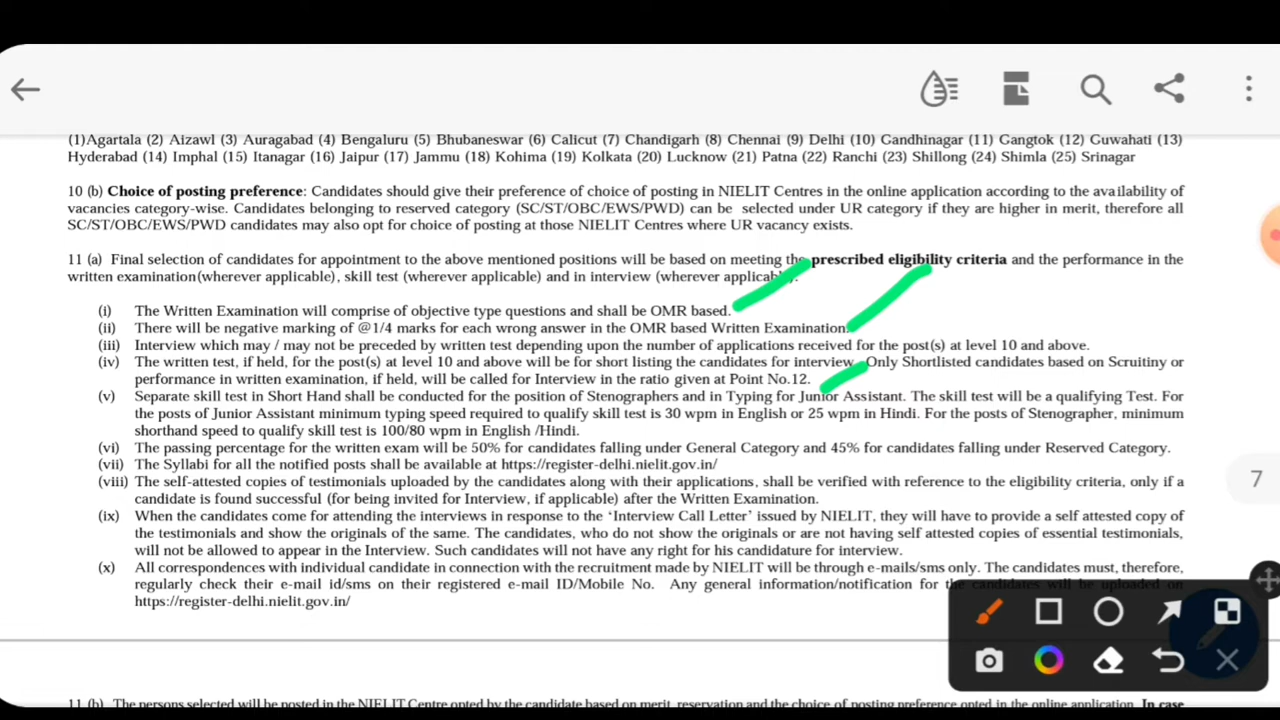 (1)Agartala (2) Aizawl (3) Auragabad (4) Bengaluru (5) Bhubaneswar (6) Calicut (7) Chandigarh (8) Chennai (9) Delhi (10) Gandhinagar (11) Gangtok (12) Guwahati (13)
Hyderabad (14) Imphal (15) Itanagar (16) Jaipur (17) Jammu (18) Kohima (19) Kolkata (20) Lucknow (21) Patna (22) Ranchi (23) Shillong (24) Shimla (25) Srinagar
10 (b) Choice of posting preference: Candidates should give their preference of choice of posting in NIELIT Centres in the online application according to the availability of
vacancies category-wise. Candidates belonging to reserved category (SC/ST/OBC/EWS/PWD) can be selected under UR category if they are higher in merit, therefore all
SC/ST/OBC/EWS/PWD candidates may also opt for choice of posting at those NIELIT Centres where UR vacancy exists.
11 (a) Final selection of candidates for appointment to the above mentioned positions will be based on meeting the prescribed eligibility criteria and the performance in the
written examination(wherever applicable), skill test (wherever applicable) and in interview (wherever applicable).
(i) The Written Examination will comprise of objective type questions and shall be OMR based.
(ii) There will be negative marking of @1/4 marks for each wrong answer in the OMR based Written Examination.
(iii) Interview which may / may not be preceded by written test depending upon the number of applications received for the post(s) at level 10 and above.
(iv) The written test, if held, for the post(s) at level 10 and above will be for short listing the candidates for interview. Only Shortlisted candidates based on Scrutiny or
performance in written examination, if held, will be called for Interview in the ratio given at Point No.12.
(v) Separate skill test in Short Hand shall be conducted for the position of Stenographers and in Typing for Junior Assistant. The skill test will be a qualifying Test. For
the posts of Junior Assistant minimum typing speed required to qualify skill test is 30 wpm in English or 25 wpm in Hindi. For the posts of Stenographer, minimum
shorthand speed to qualify skill test is 100/80 wpm in English /Hindi.
(vi) The passing percentage for the written exam will be 50% for candidates falling under General Category and 45% for candidates falling under Reserved Category.
(vii) The Syllabi for all the notified posts shall be available at https://register-delhi.nielit.gov.in/
(viii) The self-attested copies of testimonials uploaded by the candidates along with their applications, shall be verified with reference to the eligibility criteria, only if a
candidate is found successful (for being invited for Interview, if applicable) after the Written Examination.
(ix) When the candidates come for attending the interviews in response to the 'Interview Call Letter' issued by NIELIT, they will have to provide a self attested copy of
the testimonials and show the originals of the same. The candidates, who do not show the originals or are not having self attested copies of essential testimonials,
will not be allowed to appear in the Interview. Such candidates will not have any right for his candidature for interview.
(x) All correspondences with individual candidate in connection with the recruitment made by NIELIT will be through e-mails/sms only. The candidates must, therefore,
regularly check their e-mail id/sms on their registered e-mail ID/Mobile No. Any general information/notification for the candidates will be uploaded on
https://register-delhi.nielit.gov.in/
7
11 (b) The persons selected will be posted in the NIELIT Centre opted by the candidate based on merit, reservation and the choice of posting preference opted in the online application. In case